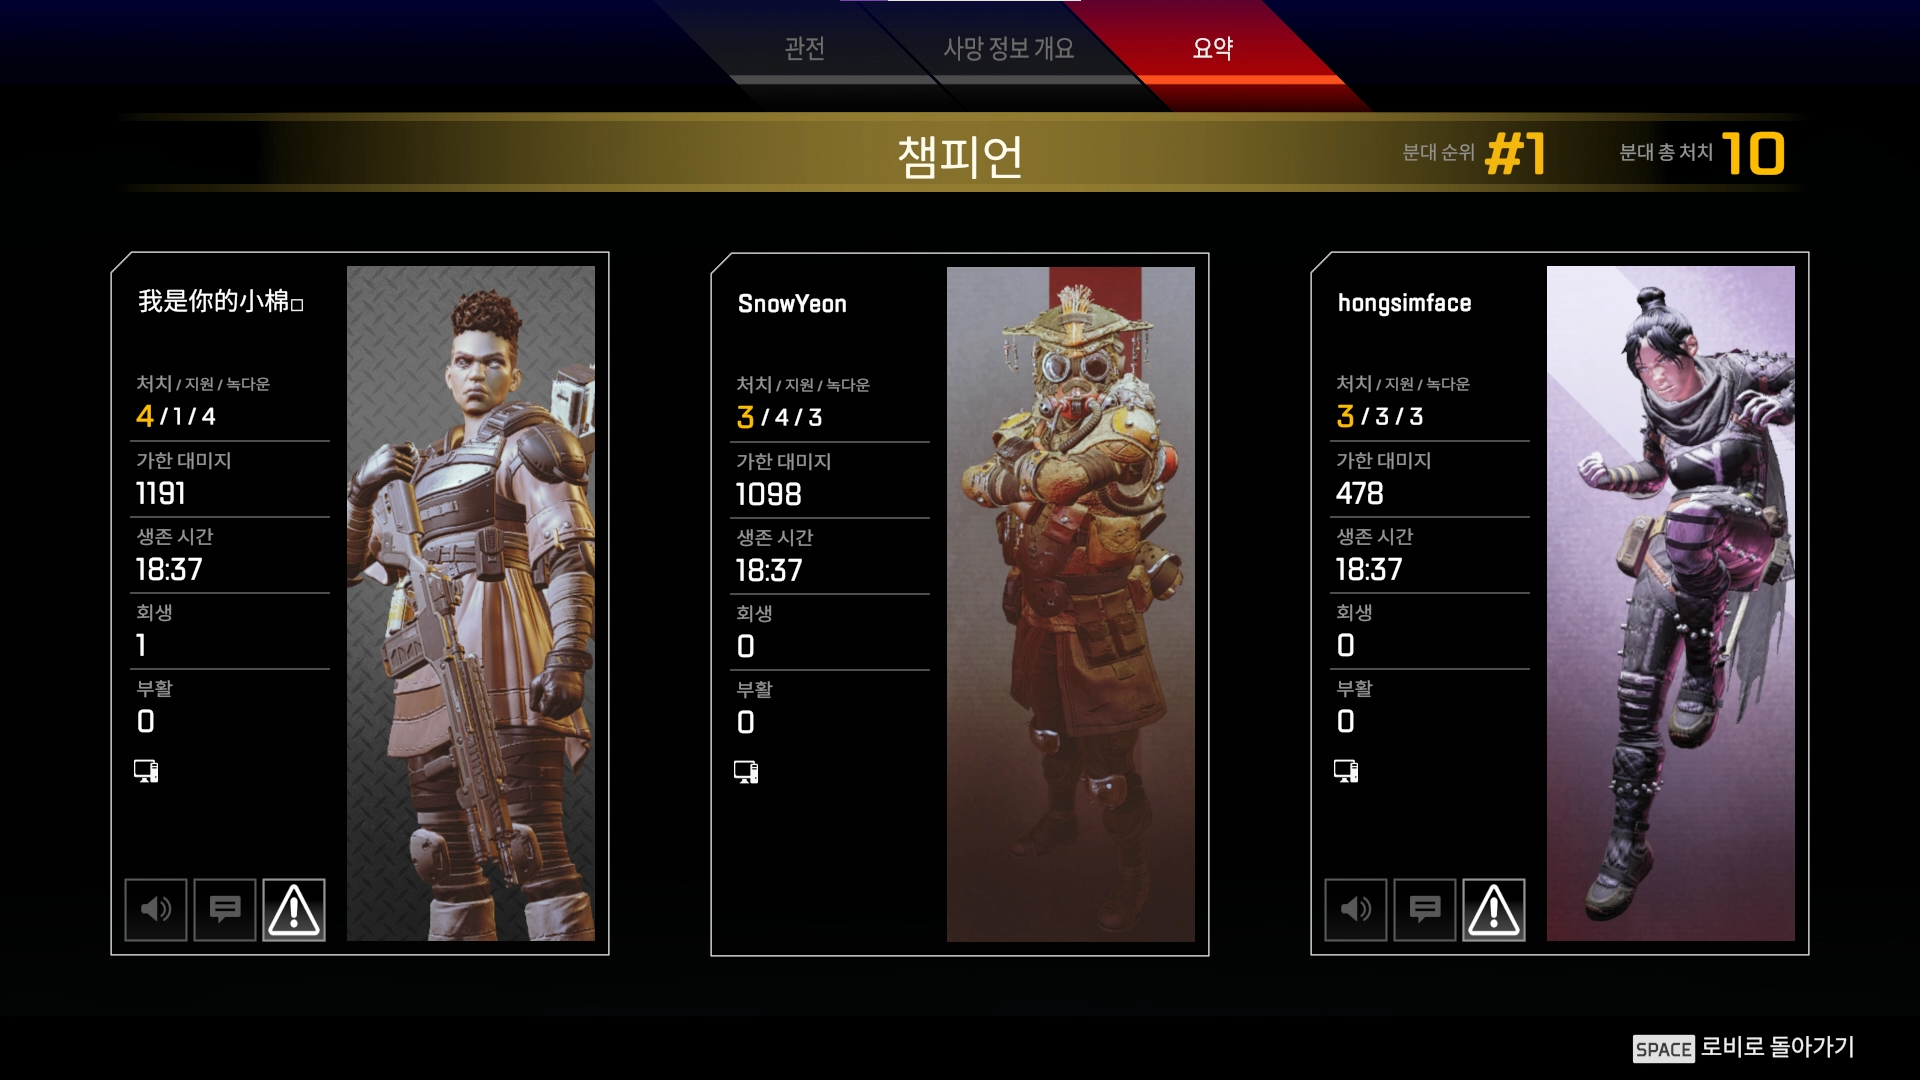 관전
사망 정보 개요
요약
챔피언
분대 순위 #1
분대 총 처치 10
我是你的小棉□
처치 / 지원 / 녹다운
4 / 1 / 4
가한 대미지
1191
생존 시간
18:37
회생
1
부활
0
SnowYeon
처치 / 지원 / 녹다운
3 / 4 / 3
가한 대미지
1098
생존 시간
18:37
회생
0
부활
0
hongsimface
처치 / 지원 / 녹다운
3 / 3 / 3
가한 대미지
478
생존 시간
18:37
회생
0
부활
0
SPACE 로비로 돌아가기